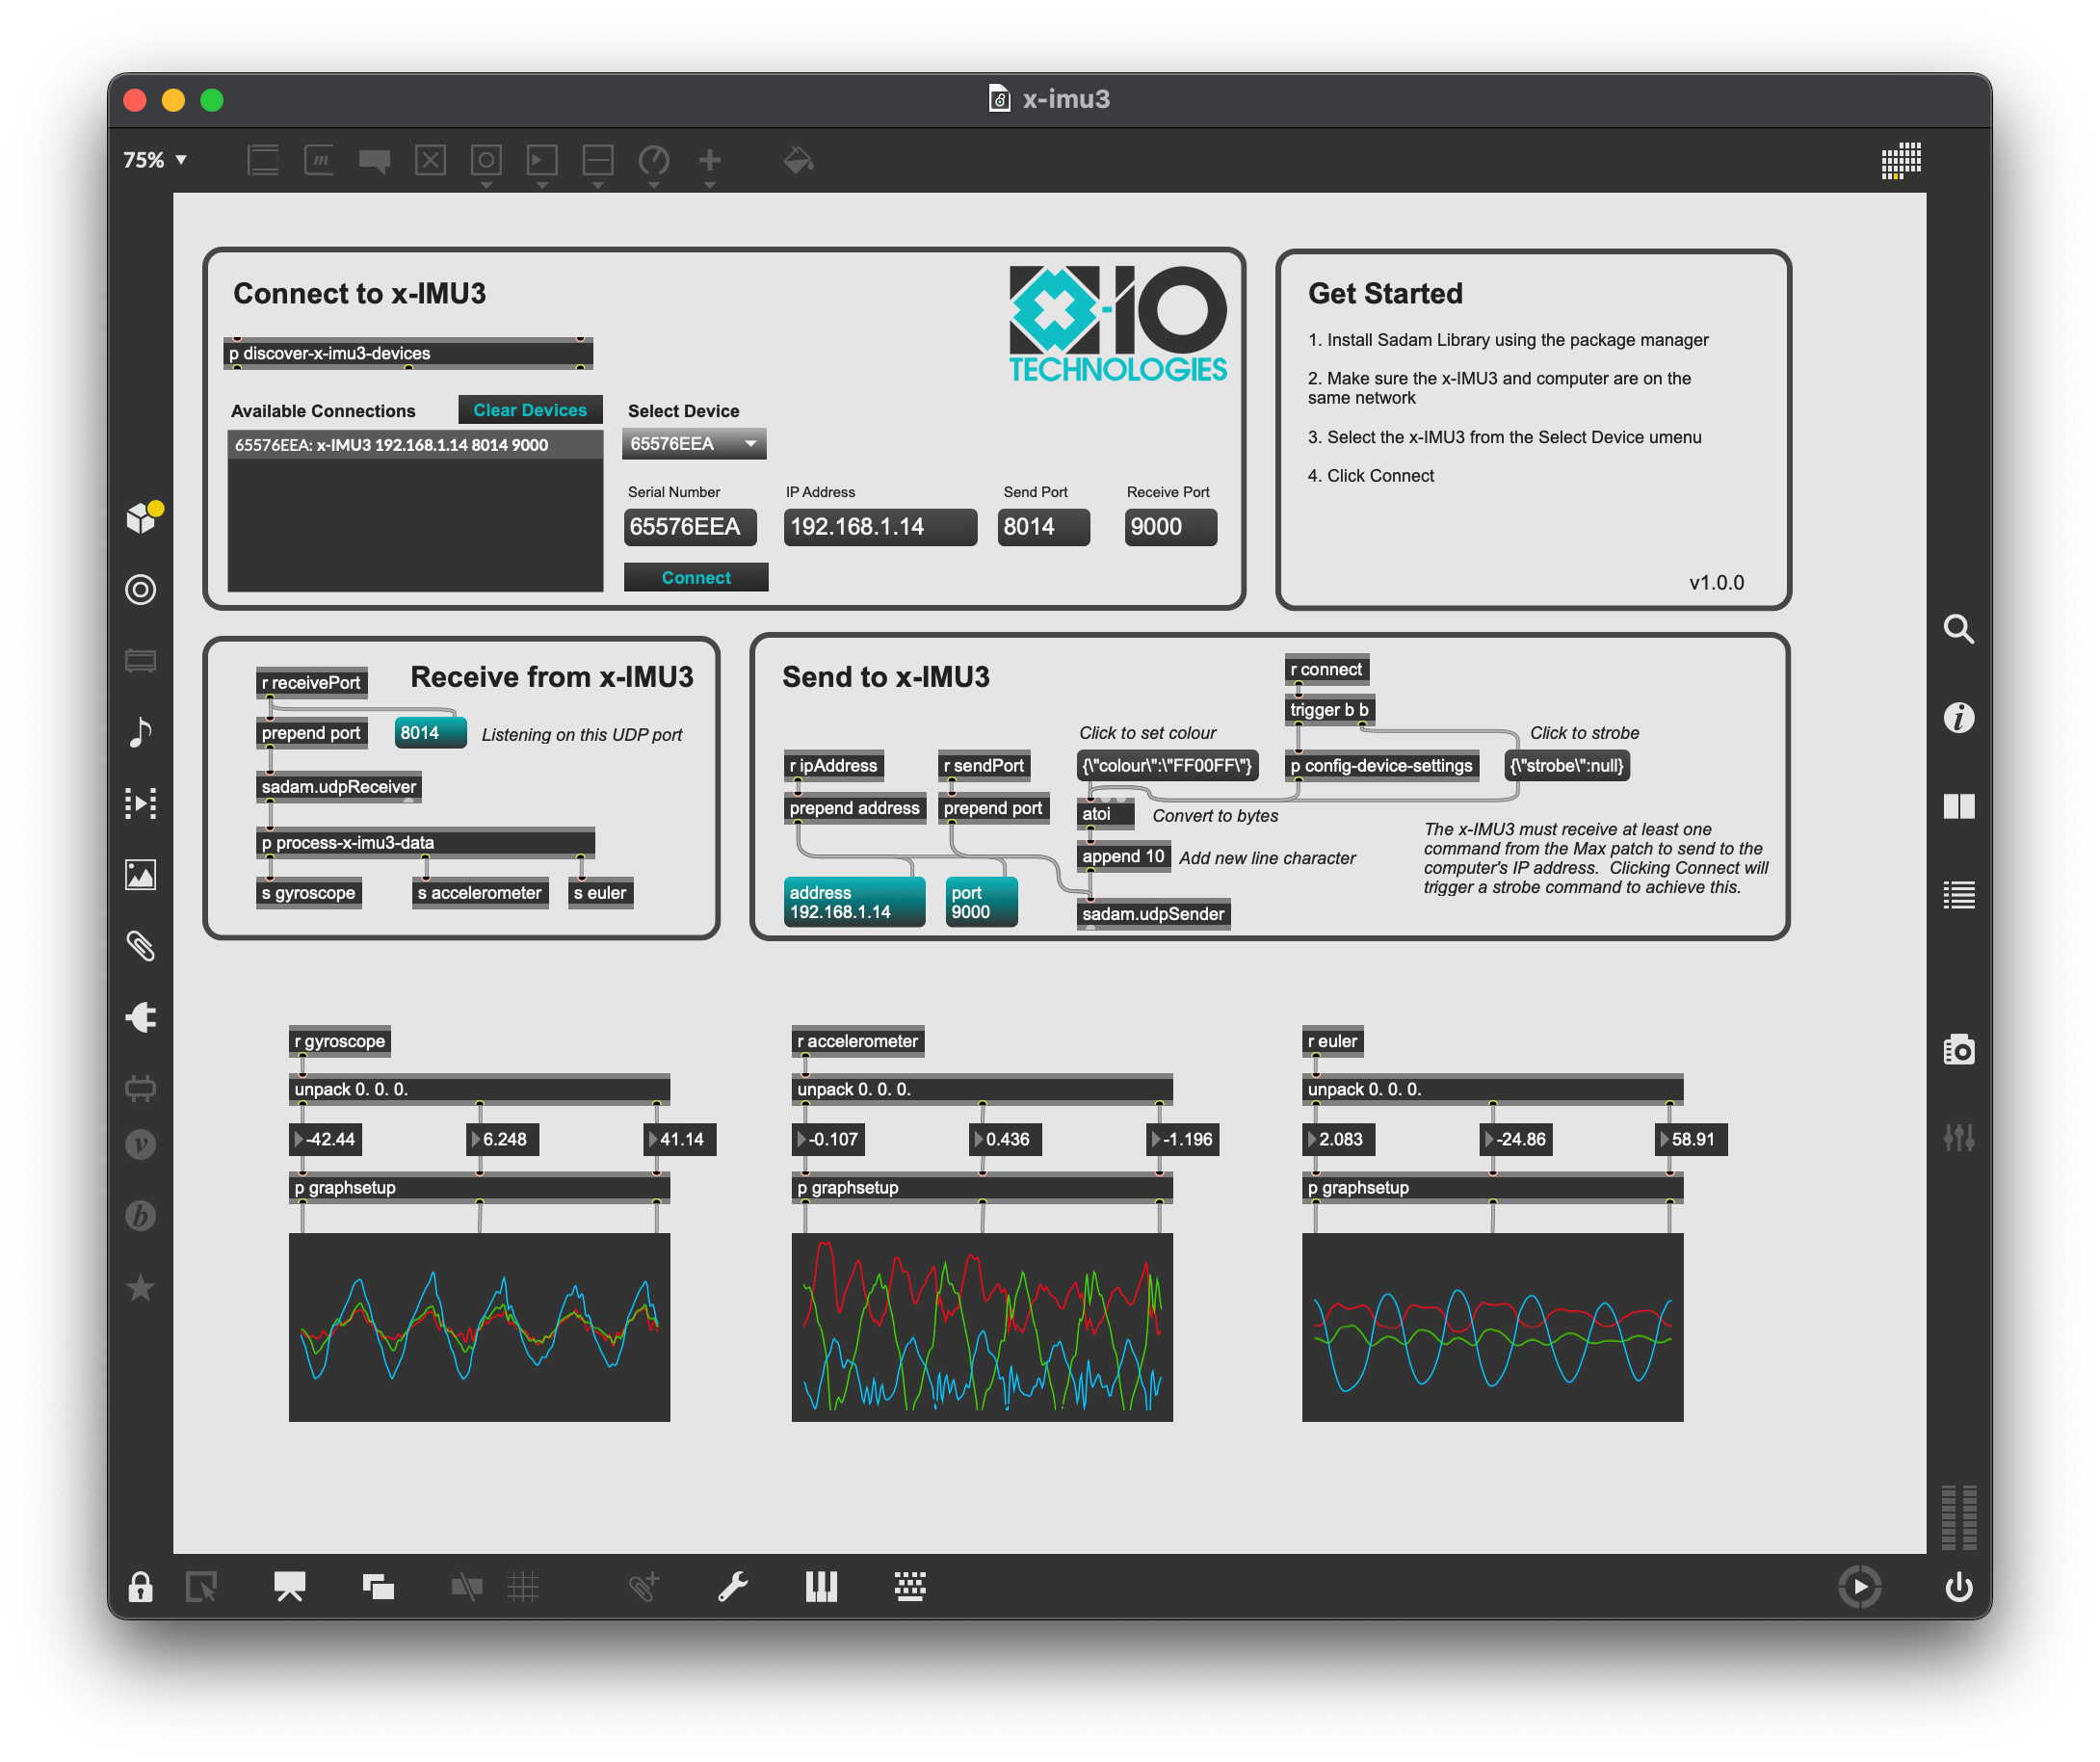 x-imu3
75%
Connect to x-IMU3
x-IO
TECHNOLOGIES
p discover-x-imu3-devices
Available Connections
Clear Devices
65576EEA: x-IMU3 192.168.1.14 8014 9000
Select Device
65576EEA
Serial Number
IP Address
Send Port
Receive Port
65576EEA
192.168.1.14
8014
9000
Connect
Get Started
1. Install Sadam Library using the package manager
2. Make sure the x-IMU3 and computer are on the
same network
3. Select the x-IMU3 from the Select Device umenu
4. Click Connect
v1.0.0
Receive from x-IMU3
r receivePort
prepend port
8014
Listening on this UDP port
sadam.udpReceiver
p process-x-imu3-data
s gyroscope
s accelerometer
s euler
Send to x-IMU3
r connect
trigger b b
Click to set colour
Click to strobe
r ipAddress
r sendPort
{\"colour\":\"FF00FF\"}
p config-device-settings
{\"strobe\":null}
prepend address
prepend port
atoi
Convert to bytes
append 10
Add new line character
address
192.168.1.14
port
9000
sadam.udpSender
The x-IMU3 must receive at least one
command from the Max patch to send to the
computer's IP address. Clicking Connect will
trigger a strobe command to achieve this.
r gyroscope
unpack 0. 0. 0.
-42.44
6.248
41.14
p graphsetup
r accelerometer
unpack 0. 0. 0.
-0.107
0.436
-1.196
p graphsetup
r euler
unpack 0. 0. 0.
2.083
-24.86
58.91
p graphsetup